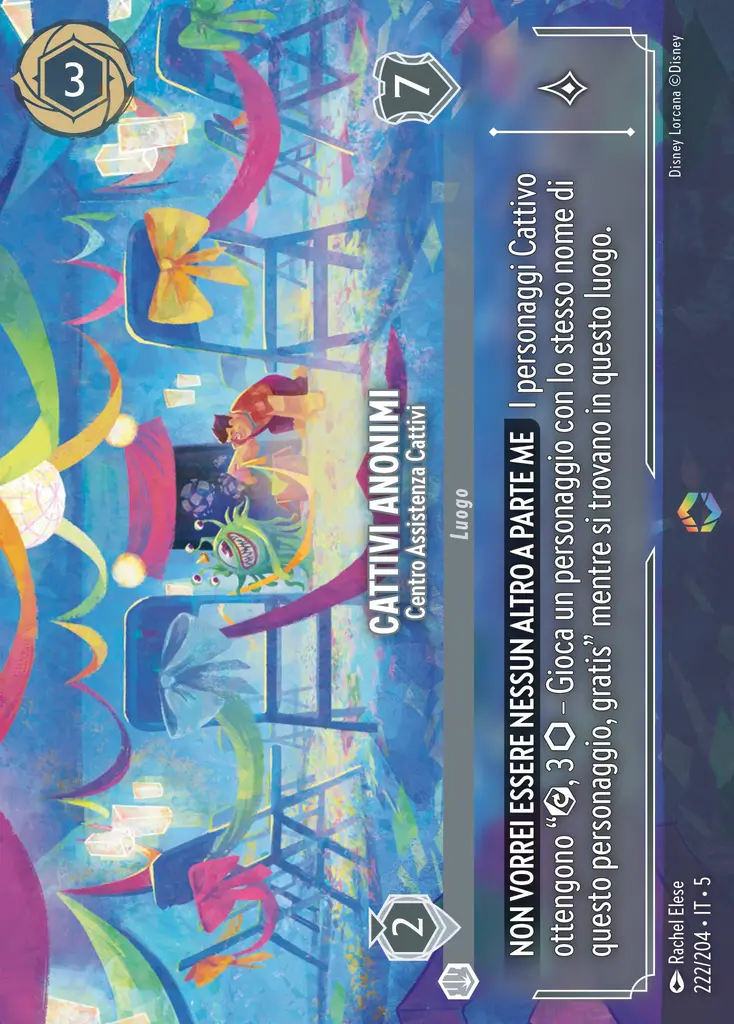 3
CATTIVI ANONIMI
Centro Assistenza Cattivi
2
7
Luogo
NON VORREI ESSERE NESSUN ALTRO A PARTE ME I personaggi Cattivo
ottengono “, 3 – Gioca un personaggio con lo stesso nome di
questo personaggio, gratis” mentre si trovano in questo luogo.
Rachel Elese
222/204 • IT • 5
Disney Lorcana ©Disney